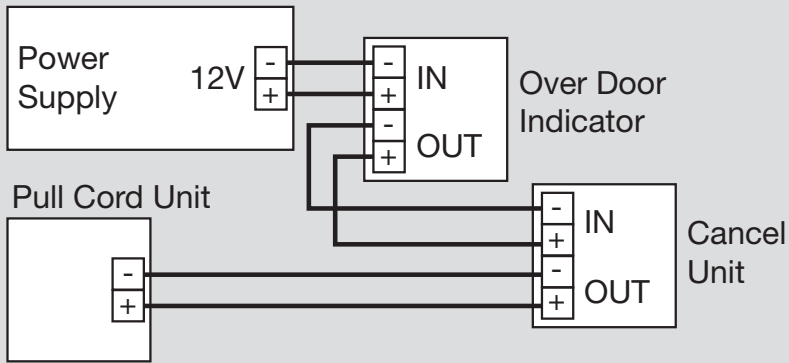 Power
Supply
12V
-
+
-
+
IN
-
+
OUT
Over Door
Indicator
Pull Cord Unit
-
+
-
+
IN
-
+
OUT
Cancel
Unit